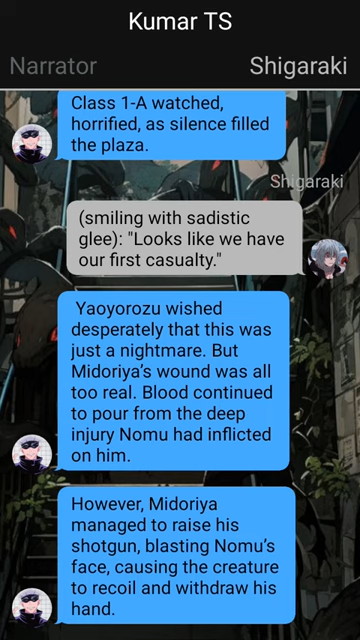 Kumar TS
Narrator
Shigaraki
Class 1-A watched,
horrified, as silence filled
the plaza.
Shigaraki
(smiling with sadistic
glee): "Looks like we have
our first casualty."
Yaoyorozu wished
desperately that this was
just a nightmare. But
Midoriya’s wound was all
too real. Blood continued
to pour from the deep
injury Nomu had inflicted
on him.
However, Midoriya
managed to raise his
shotgun, blasting Nomu’s
face, causing the creature
to recoil and withdraw his
hand.